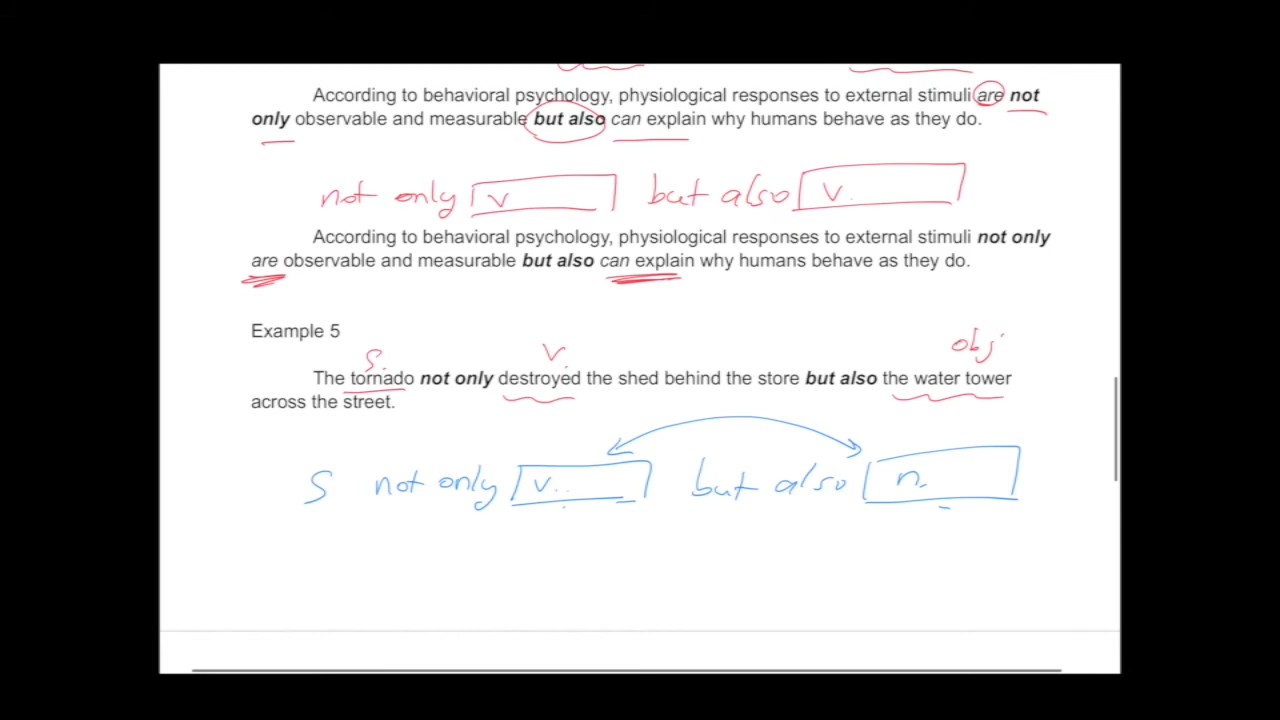 According to behavioral psychology, physiological responses to external stimuli are not
only observable and measurable but also can explain why humans behave as they do.
not only v but also v.
According to behavioral psychology, physiological responses to external stimuli not only
are observable and measurable but also can explain why humans behave as they do.
Example 5
S. v. obj
The tornado not only destroyed the shed behind the store but also the water tower
across the street.
S not only v.. but also n.